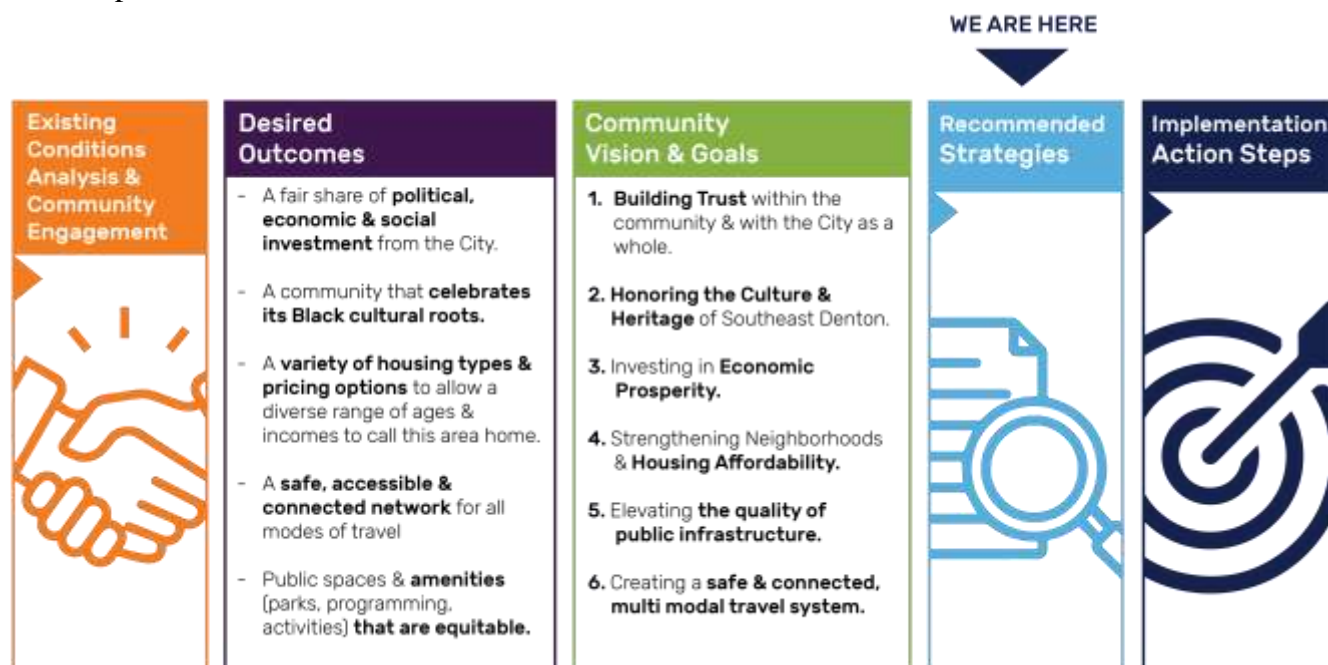 WE ARE HERE
Existing
Conditions
Analysis &
Community
Engagement
Desired
Outcomes
- A fair share of political,
economic & social
investment from the City.
- A community that celebrates
its Black cultural roots.
- A variety of housing types &
pricing options to allow a
diverse range of ages &
incomes to call this area home.
- A safe, accessible &
connected network for all
modes of travel
- Public spaces & amenities
(parks, programming,
activities) that are equitable.
Community
Vision & Goals
1. Building Trust within the
community & with the City as a
whole.
2. Honoring the Culture &
Heritage of Southeast Denton.
3. Investing in Economic
Prosperity.
4. Strengthening Neighborhoods
& Housing Affordability.
5. Elevating the quality of
public infrastructure.
6. Creating a safe & connected,
multi modal travel system.
Recommended
Strategies
Implementation
Action Steps